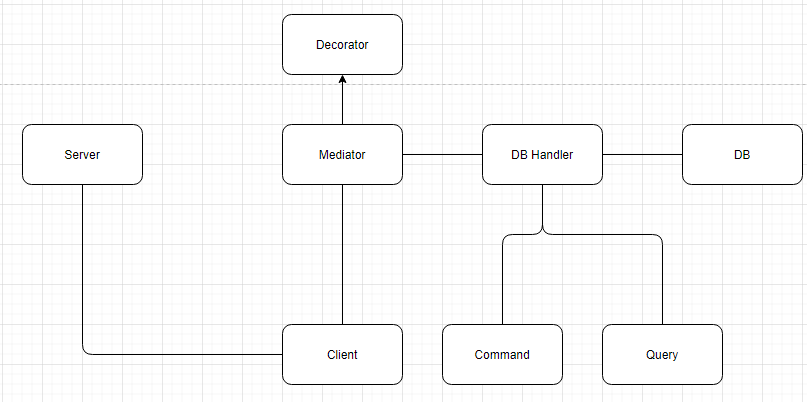 Decorator
Server
Mediator
DB Handler
DB
Client
Command
Query